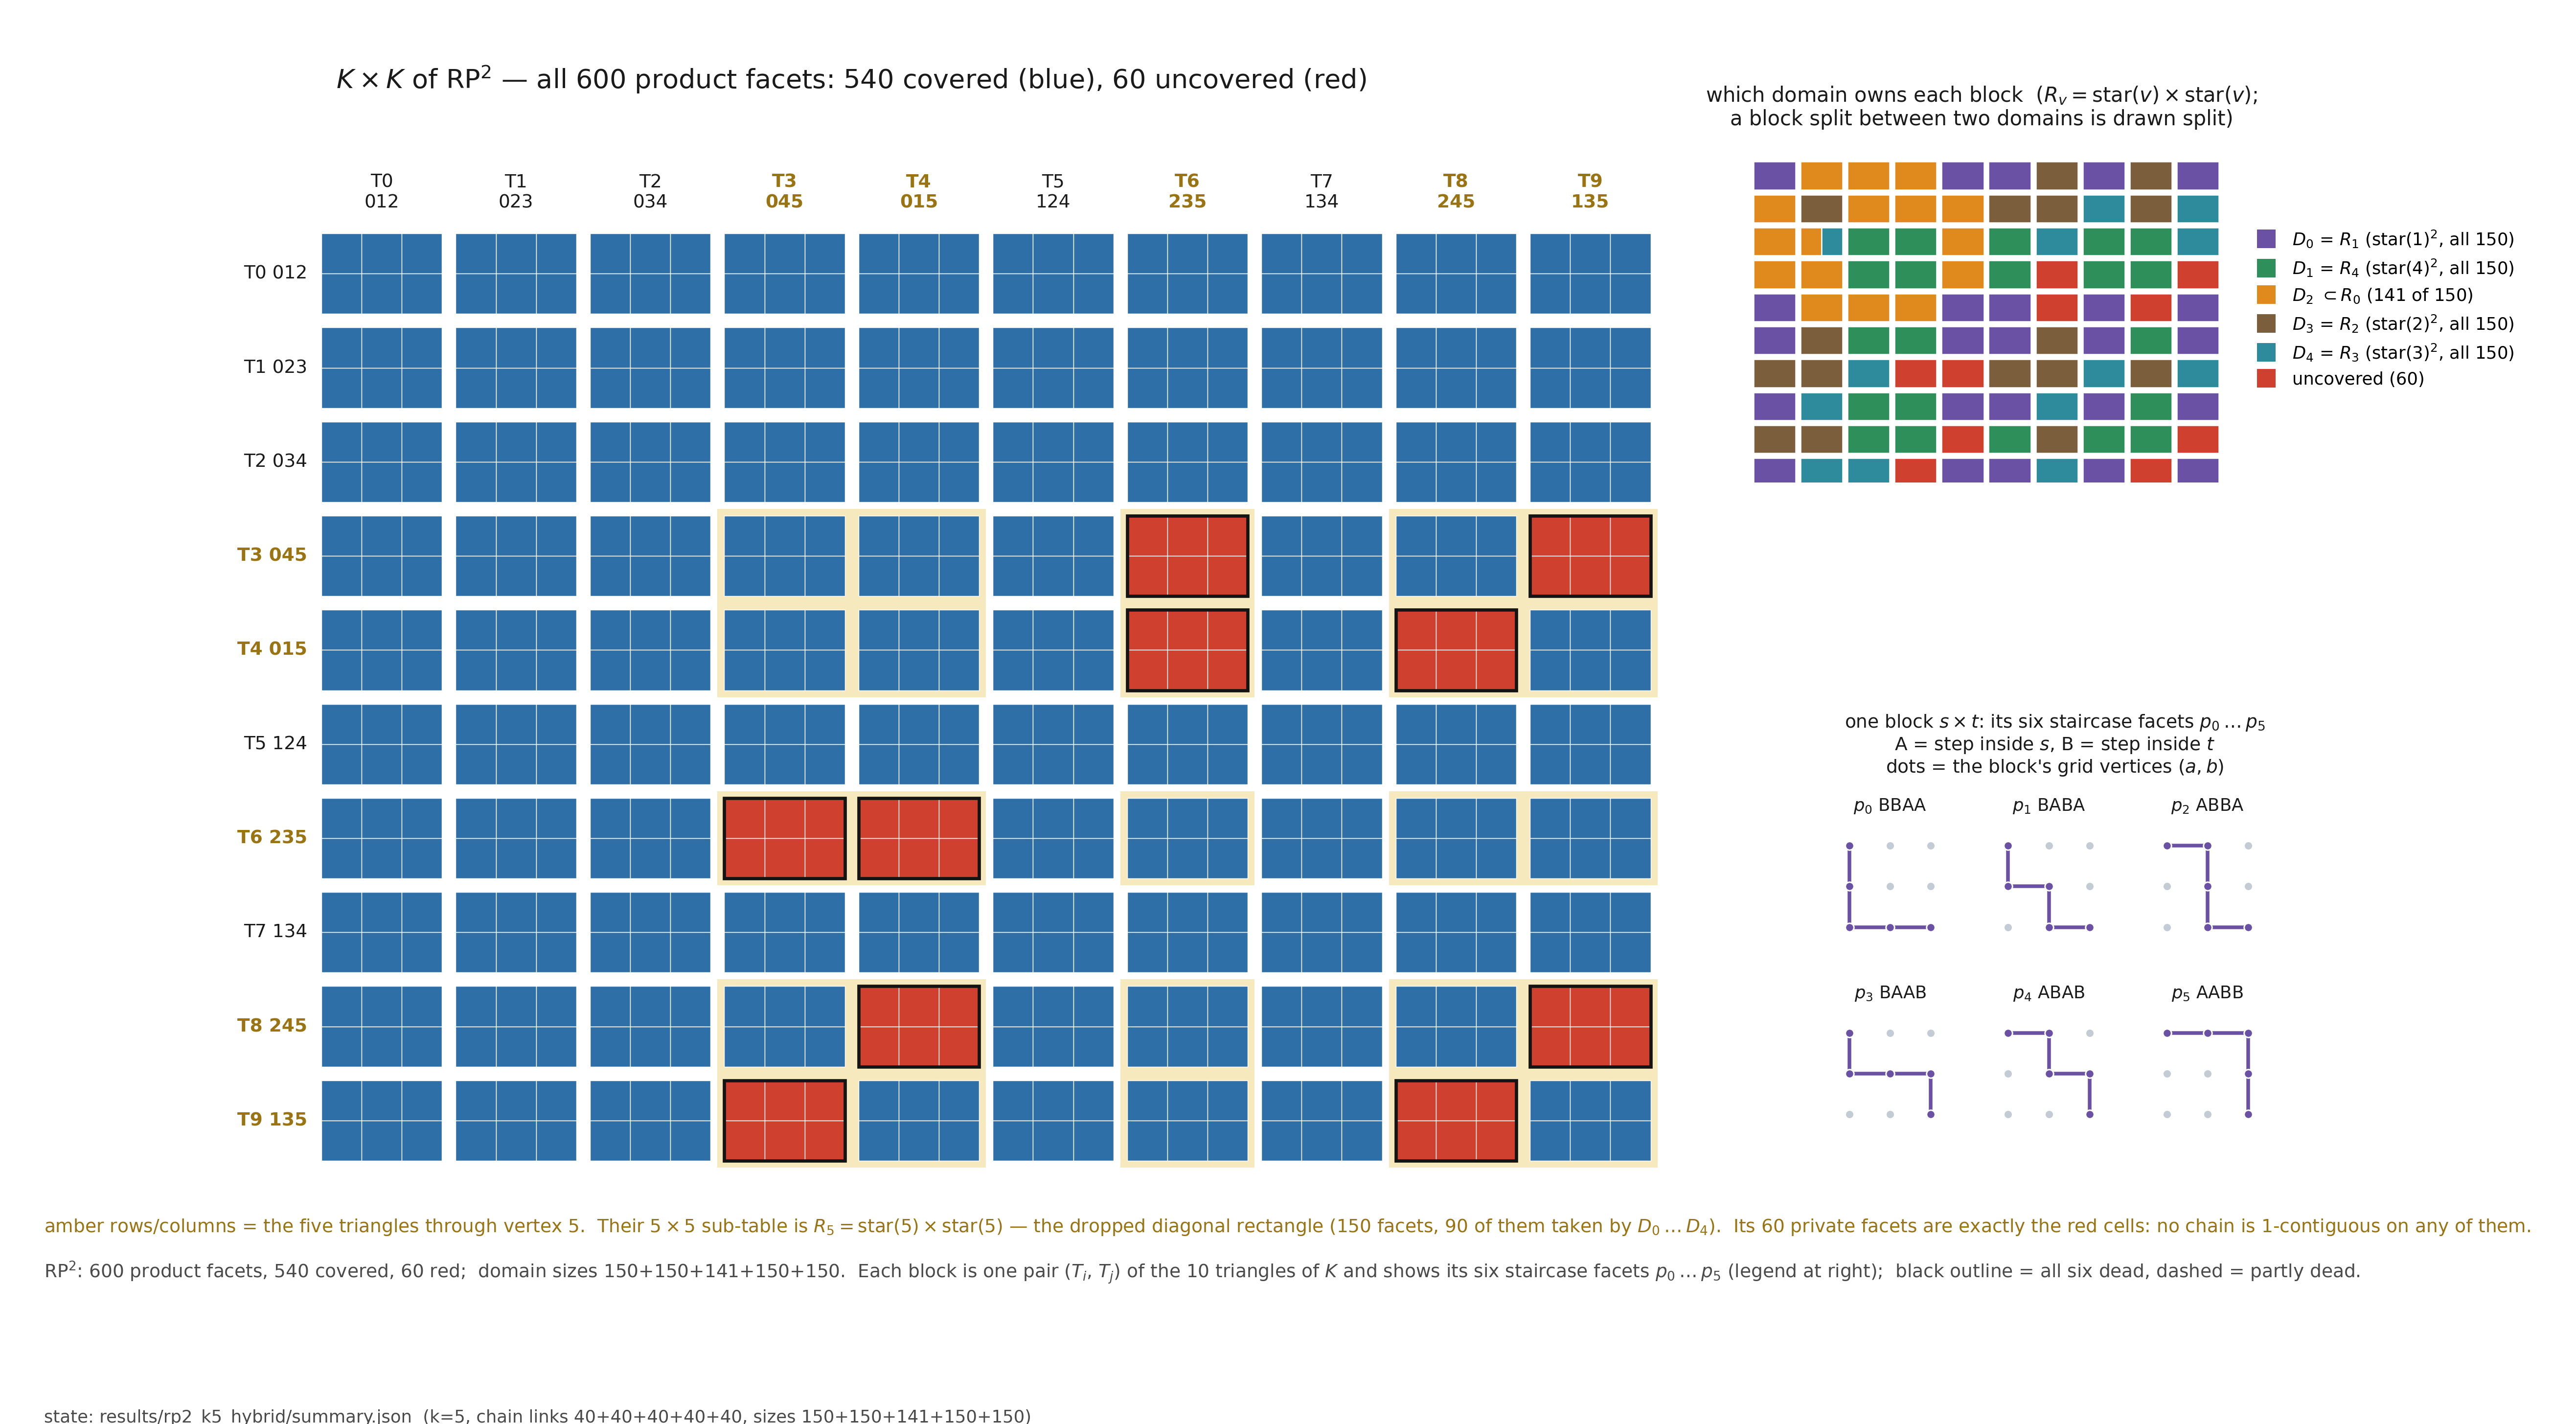 K × K of RP² — all 600 product facets: 540 covered (blue), 60 uncovered (red)
which domain owns each block (R_v = star(v) × star(v);
a block split between two domains is drawn split)
T0 T1 T2 T3 T4 T5 T6 T7 T8 T9
012 023 034 045 015 124 235 134 245 135
T0 012
T1 023
T2 034
T3 045
T4 015
T5 124
T6 235
T7 134
T8 245
T9 135
D₀ = R₁ (star(1)², all 150)
D₁ = R₄ (star(4)², all 150)
D₂ ⊂ R₀ (141 of 150)
D₃ = R₂ (star(2)², all 150)
D₄ = R₃ (star(3)², all 150)
uncovered (60)
one block s × t: its six staircase facets p₀ … p₅
A = step inside s, B = step inside t
dots = the block's grid vertices (a, b)
p₀ BBAA p₁ BABA p₂ ABBA
p₃ BAAB p₄ ABAB p₅ AABB
amber rows/columns = the five triangles through vertex 5. Their 5 × 5 sub-table is R₅ = star(5) × star(5) — the dropped diagonal rectangle (150 facets, 90 of them taken by D₀ … D₄). Its 60 private facets are exactly the red cells: no chain is 1-contiguous on any of them.
RP²: 600 product facets, 540 covered, 60 red; domain sizes 150+150+141+150+150. Each block is one pair (T_i, T_j) of the 10 triangles of K and shows its six staircase facets p₀ … p₅ (legend at right); black outline = all six dead, dashed = partly dead.
state: results/rp2_k5_hybrid/summary.json (k=5, chain links 40+40+40+40+40, sizes 150+150+141+150+150)